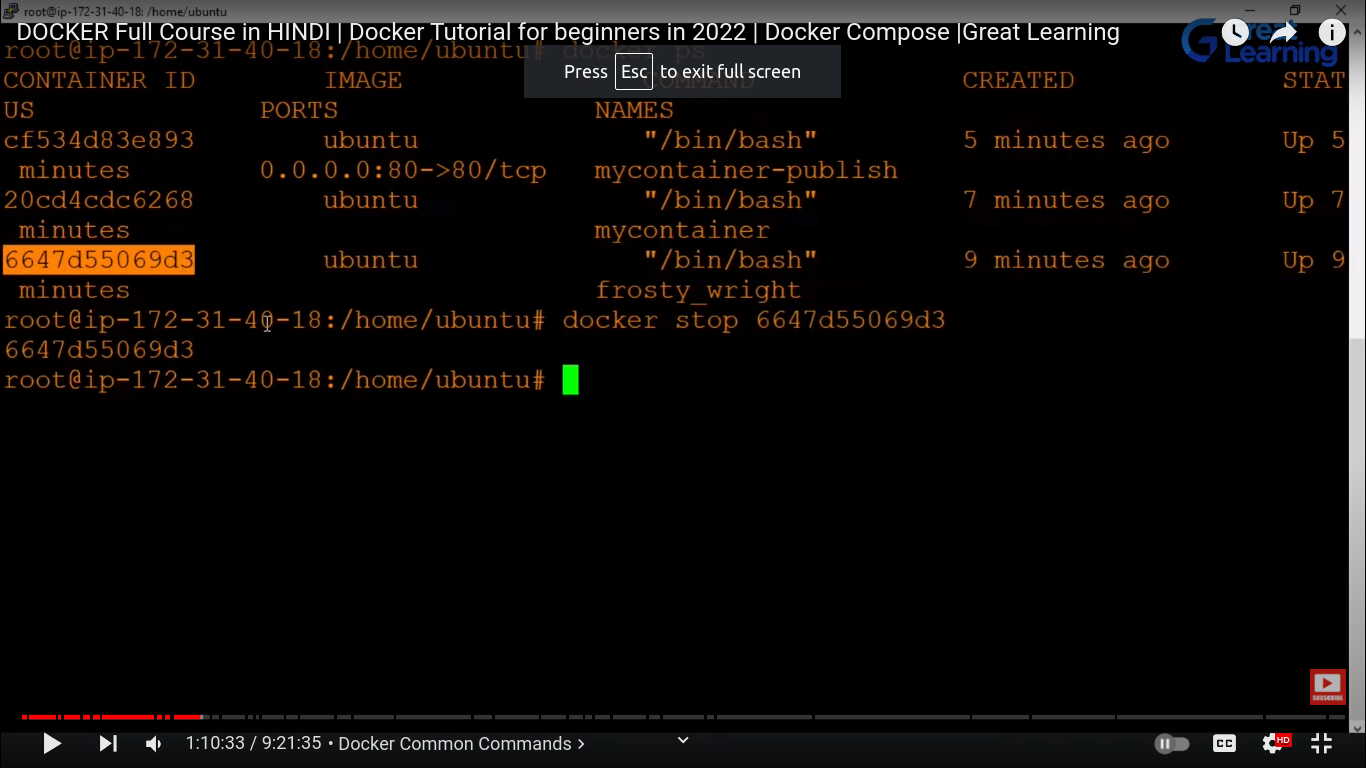 root@ip-172-31-40-18: /home/ubuntu
DOCKER Full Course in HINDI | Docker Tutorial for beginners in 2022 | Docker Compose |Great Learning
Great Learning
root@ip-172-31-40-18:/home/ubuntu# docker ps
Press Esc to exit full screen
CONTAINER ID IMAGE COMMAND CREATED STAT
US PORTS NAMES
cf534d83e893 ubuntu "/bin/bash" 5 minutes ago Up 5
minutes 0.0.0.0:80->80/tcp mycontainer-publish
20cd4cdc6268 ubuntu "/bin/bash" 7 minutes ago Up 7
minutes mycontainer
6647d55069d3 ubuntu "/bin/bash" 9 minutes ago Up 9
minutes frosty_wright
root@ip-172-31-40-18:/home/ubuntu# docker stop 6647d55069d3
6647d55069d3
root@ip-172-31-40-18:/home/ubuntu#
SUBSCRIBE
1:10:33 / 9:21:35 • Docker Common Commands >
CC
HD